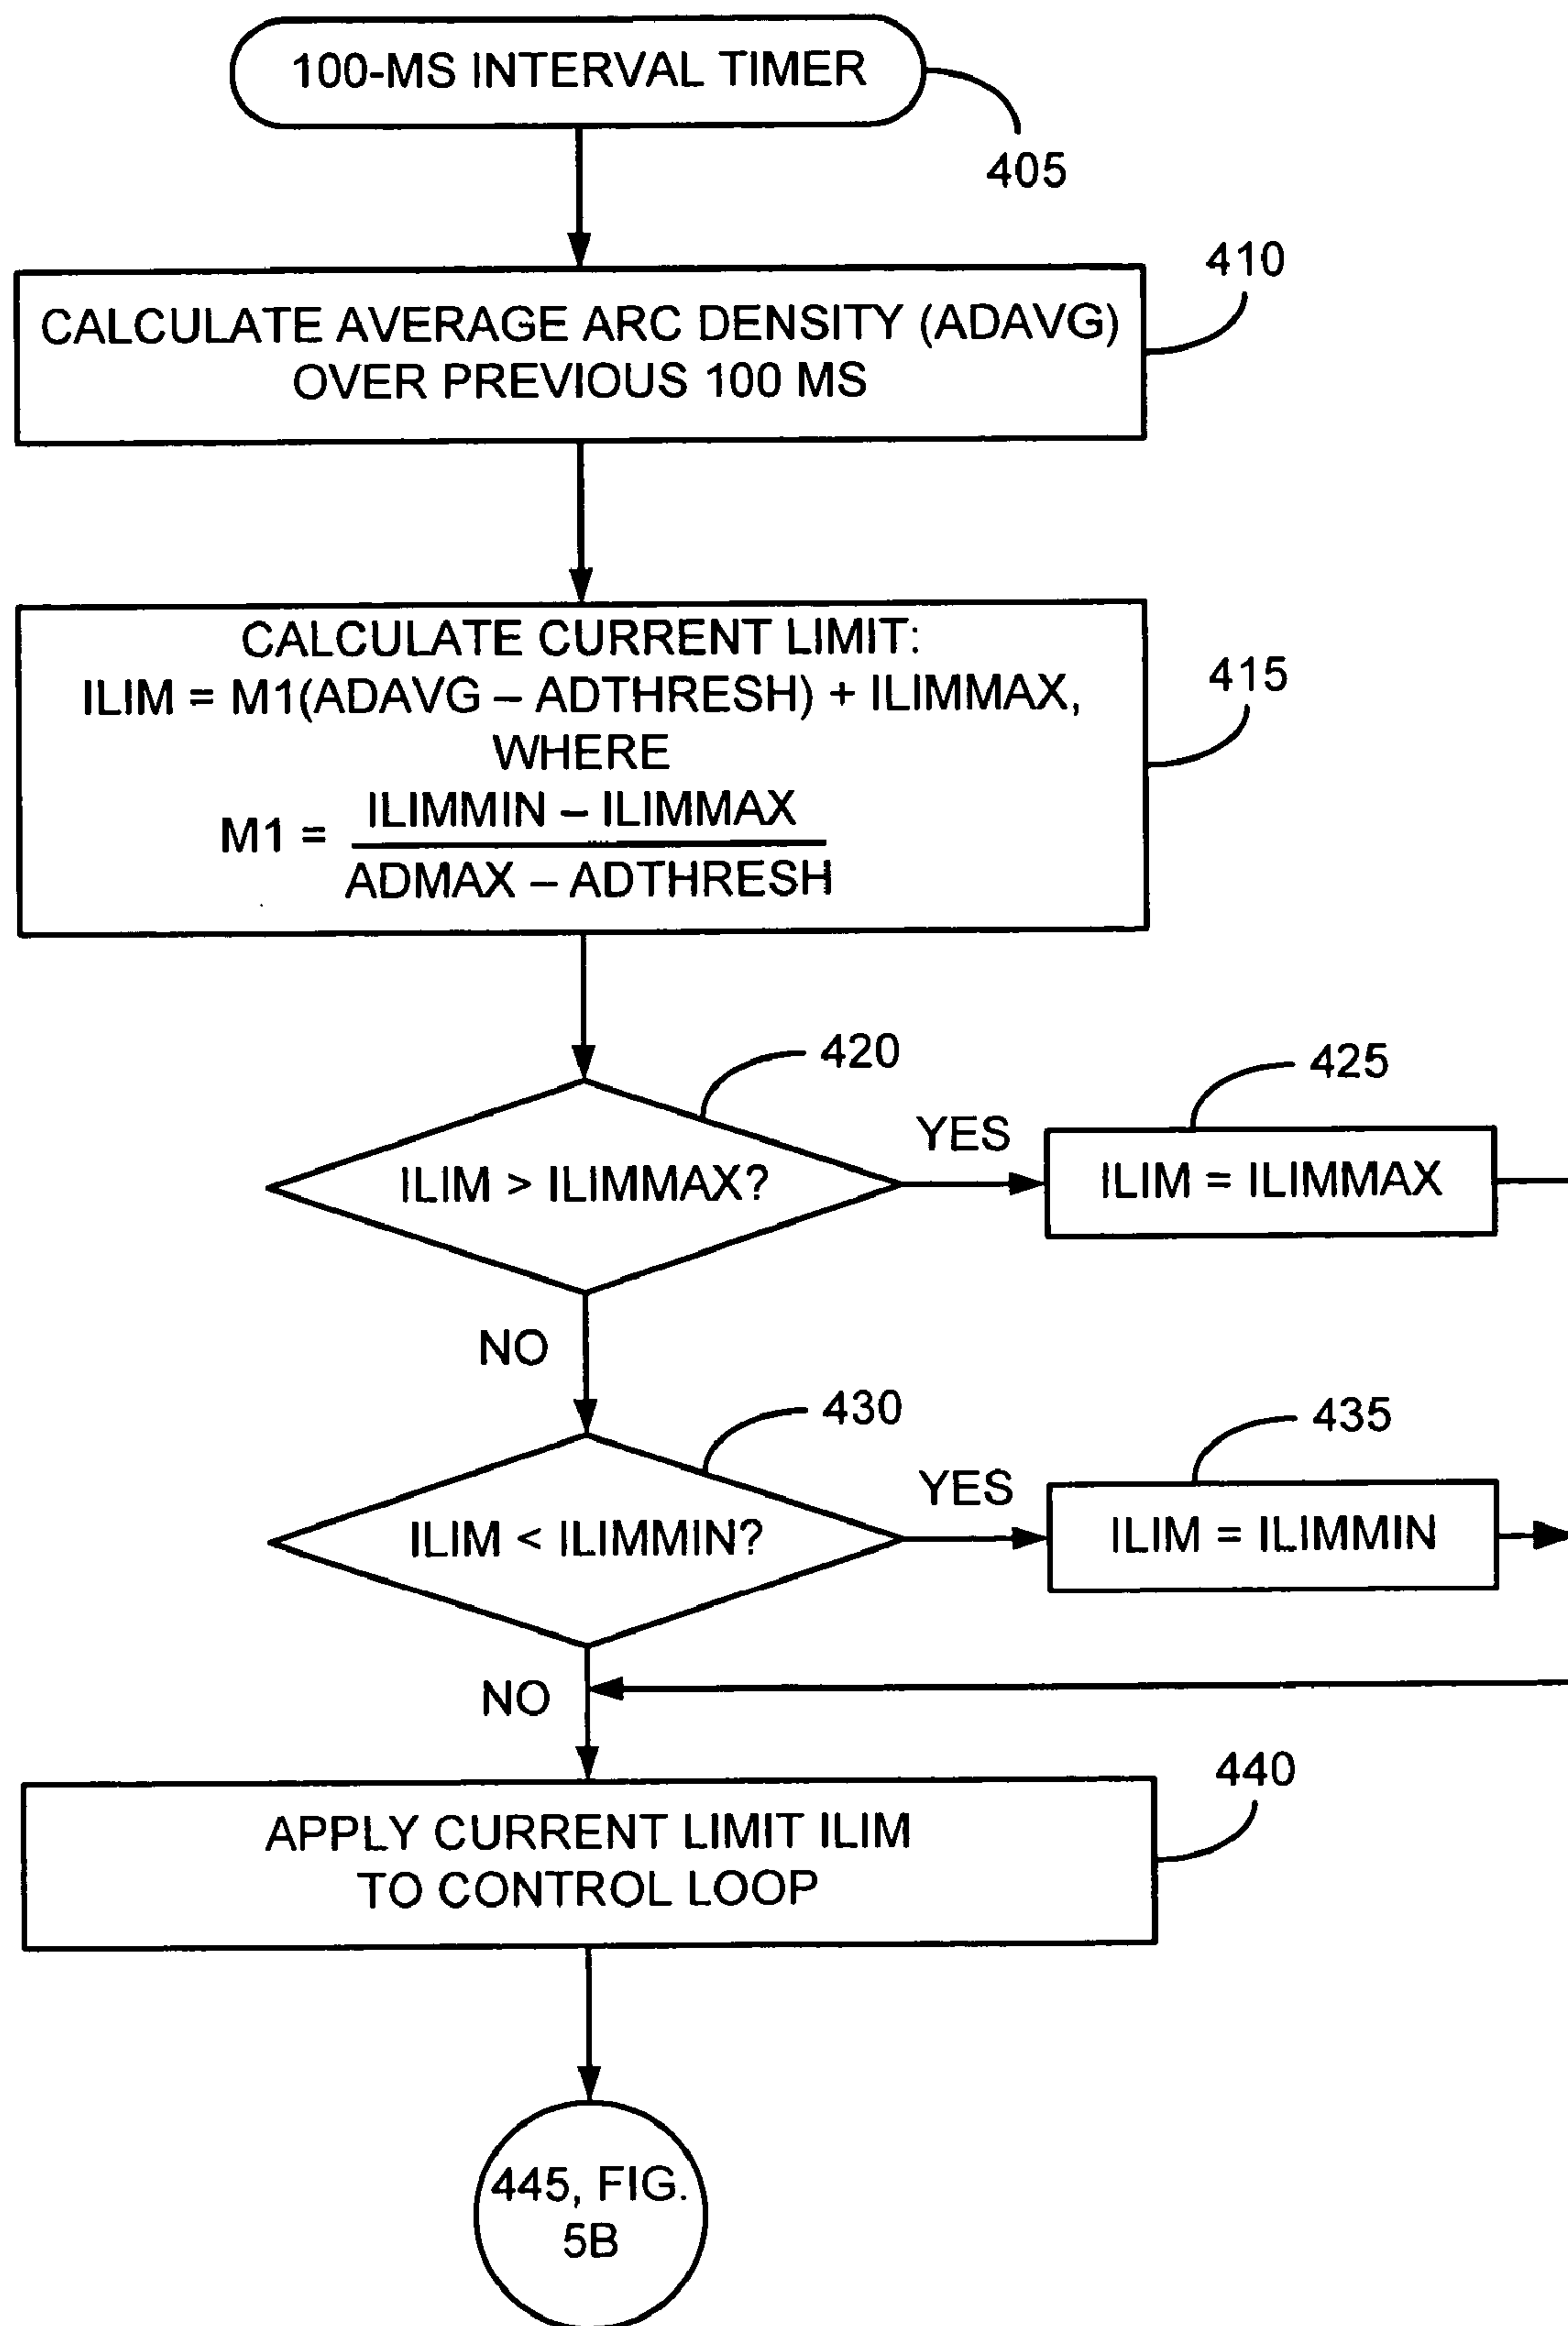 100-MS INTERVAL TIMER
405
410
CALCULATE AVERAGE ARC DENSITY (ADAVG)
OVER PREVIOUS 100 MS
CALCULATE CURRENT LIMIT:
ILIM = M1(ADAVG – ADTHRESH) + ILIMMAX,
WHERE
M1 = ILIMMIN – ILIMMAX
ADMAX – ADTHRESH
415
420
ILIM > ILIMMAX?
YES
425
ILIM = ILIMMAX
NO
430
ILIM < ILIMMIN?
YES
435
ILIM = ILIMMIN
NO
440
APPLY CURRENT LIMIT ILIM
TO CONTROL LOOP
445, FIG.
5B